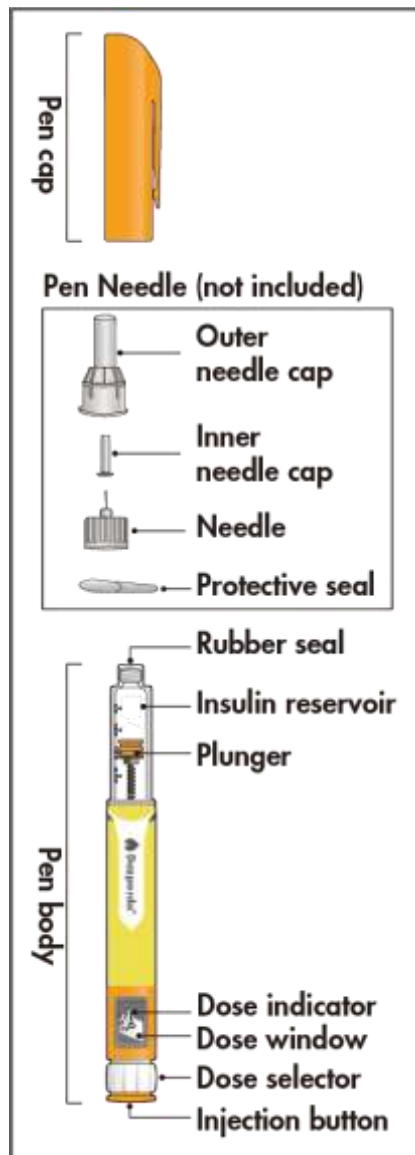 Pen cap
Pen Needle (not included)
Outer
needle cap
Inner
needle cap
Needle
Protective seal
Rubber seal
Insulin reservoir
Plunger
Pen body
Dose indicator
Dose window
Dose selector
Injection button